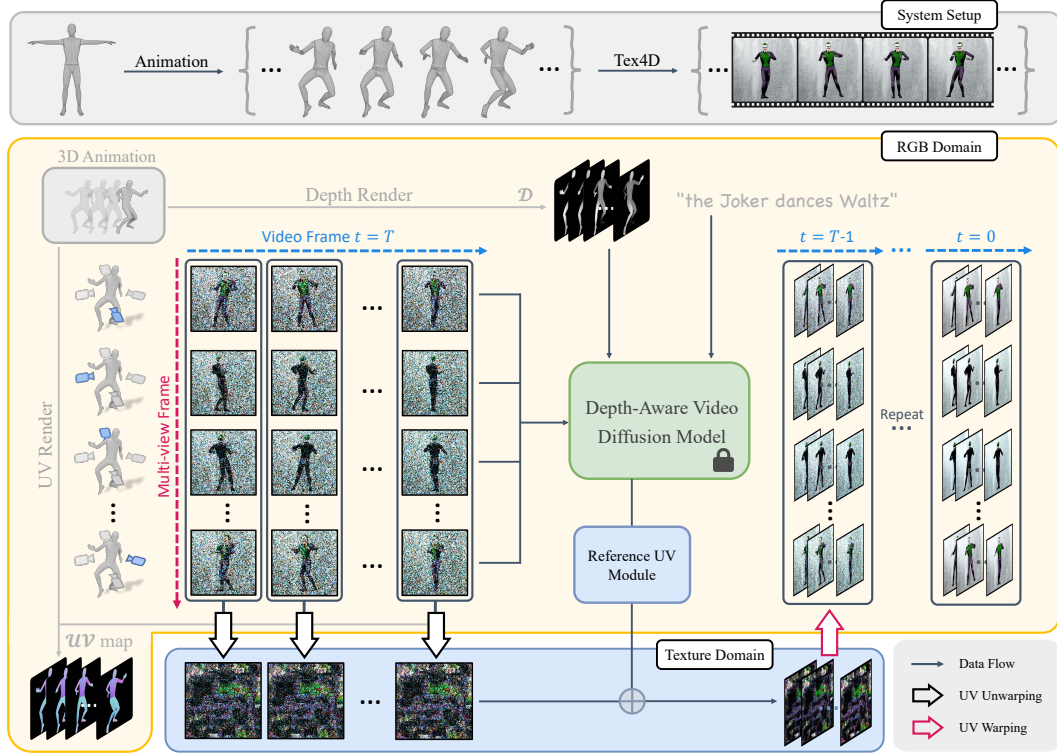 System Setup
Animation
Tex4D
RGB Domain
3D Animation
Depth Render
𝒟
"the Joker dances Waltz"
Video Frame t = T
t = T-1
...
t = 0
Multi-view Frame
UV Render
Depth-Aware Video
Diffusion Model
Repeat
...
Reference UV
Module
𝒰𝒱 map
Texture Domain
Data Flow
UV Unwarping
UV Warping